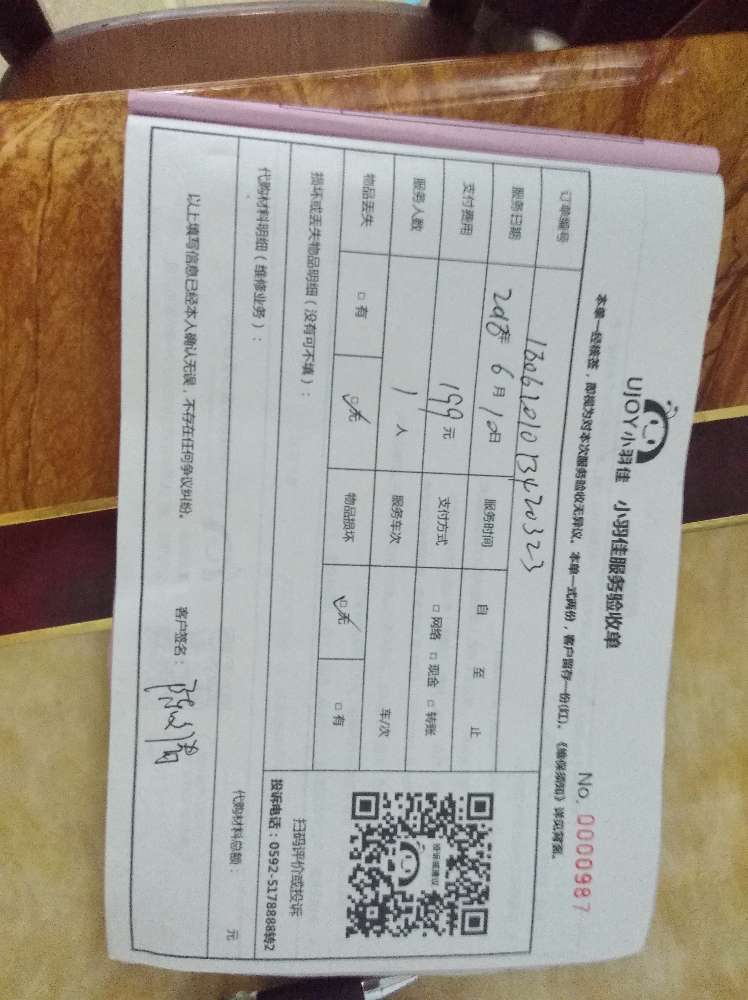 UJOY小羽佳 小羽佳服务验收单
No. 0000987
本单一经接签，即视为对本次服务验收无异议。本单一式两份，客户留存一份(红)。《维保须知》详见背面。
订单编号
服务日期 2018年 6月 10日 服务时间 自 至 止
支付费用 199元 支付方式 □网络 □现金 □转账
服务人数 1人 服务车次 车/次
物品丢失 □有 □无 物品损坏 □无 □有
损坏或丢失物品明细（没有可不填）：
扫码评价或投诉
投诉电话：0592-5178888转2
代购材料明细（维修业务）：
代购材料总额： 元
以上填写信息已经本人确认无误，不存在任何争议纠纷。
客户签名：